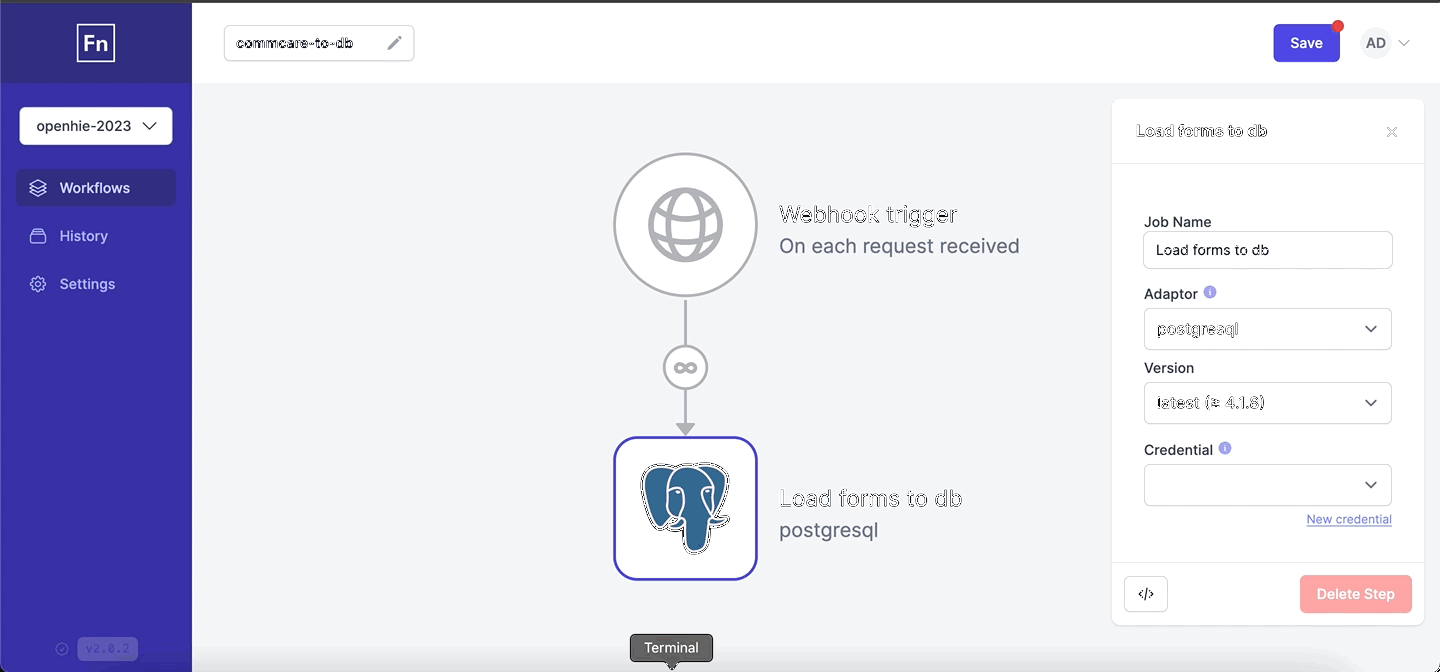 Fn
commcare-to-db
Save
AD
openhie-2023
Workflows
History
Settings
v2.0.2
Webhook trigger
On each request received
Load forms to db
postgresql
Terminal
Load forms to db
Job Name
Load forms to db
Adaptor
postgresql
Version
latest (≥ 4.1.8)
Credential
New credential
</>
Delete Step